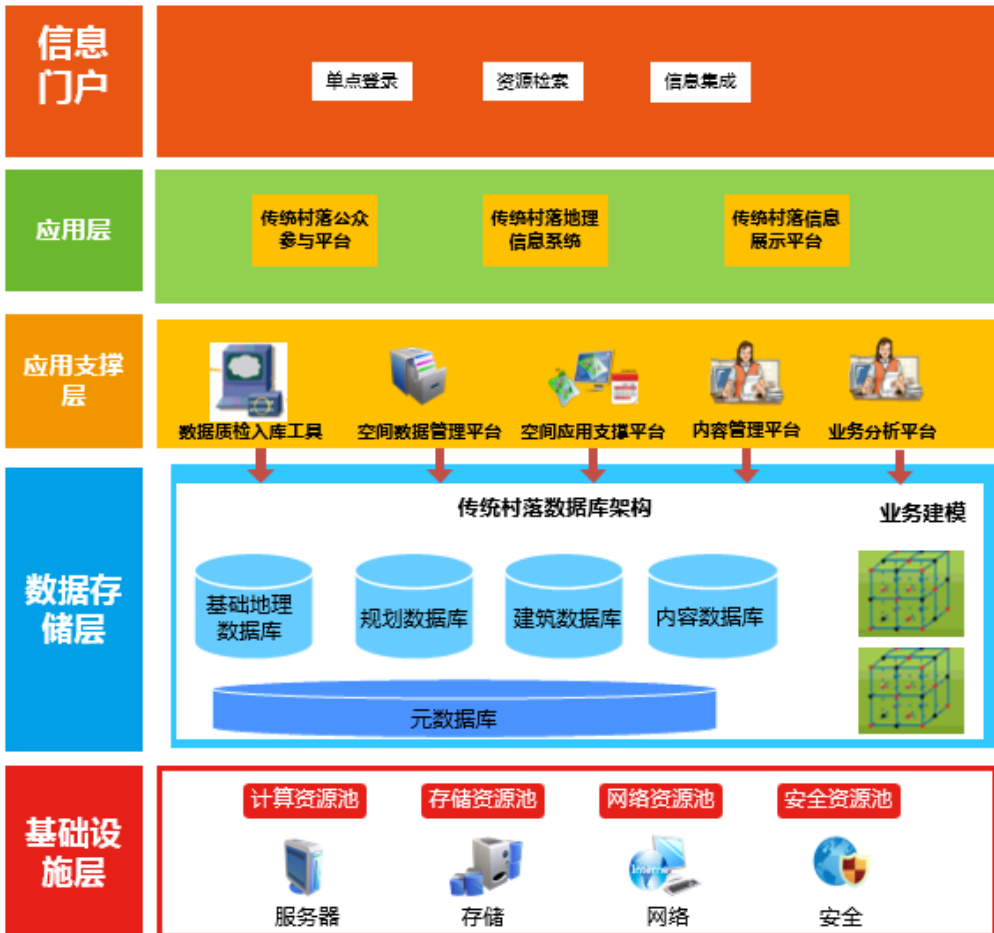 信息
门户
单点登录
资源检索
信息集成
应用层
传统村落公众
参与平台
传统村落地理
信息系统
传统村落信息
展示平台
应用支撑
层
数据质检入库工具
空间数据管理平台
空间应用支撑平台
内容管理平台
业务分析平台
数据存
储层
传统村落数据库架构
业务建模
基础地理
数据库
规划数据库
建筑数据库
内容数据库
元数据库
基础设
施层
计算资源池
存储资源池
网络资源池
安全资源池
Internet
服务器
存储
网络
安全